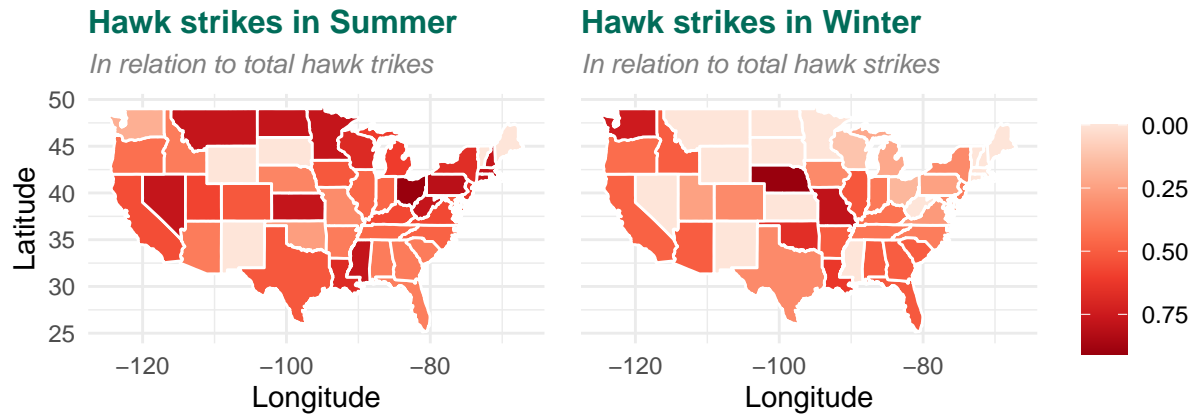 Hawk strikes in Summer
In relation to total hawk trikes
50
45
40
35
30
25
Latitude
−120
−100
−80
Longitude
Hawk strikes in Winter
In relation to total hawk strikes
−120
−100
−80
Longitude
0.00
0.25
0.50
0.75